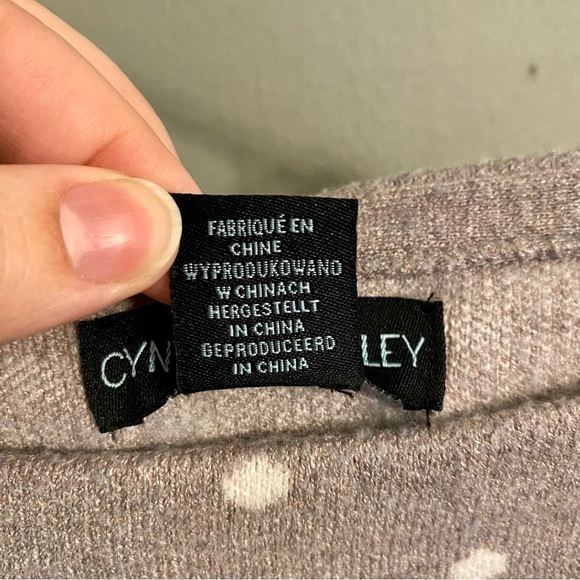 FABRIQUÉ EN
CHINE
WYPRODUKOWANO
W CHINACH
HERGESTELLT
IN CHINA
GEPRODUCEERD
IN CHINA
CYN
LEY